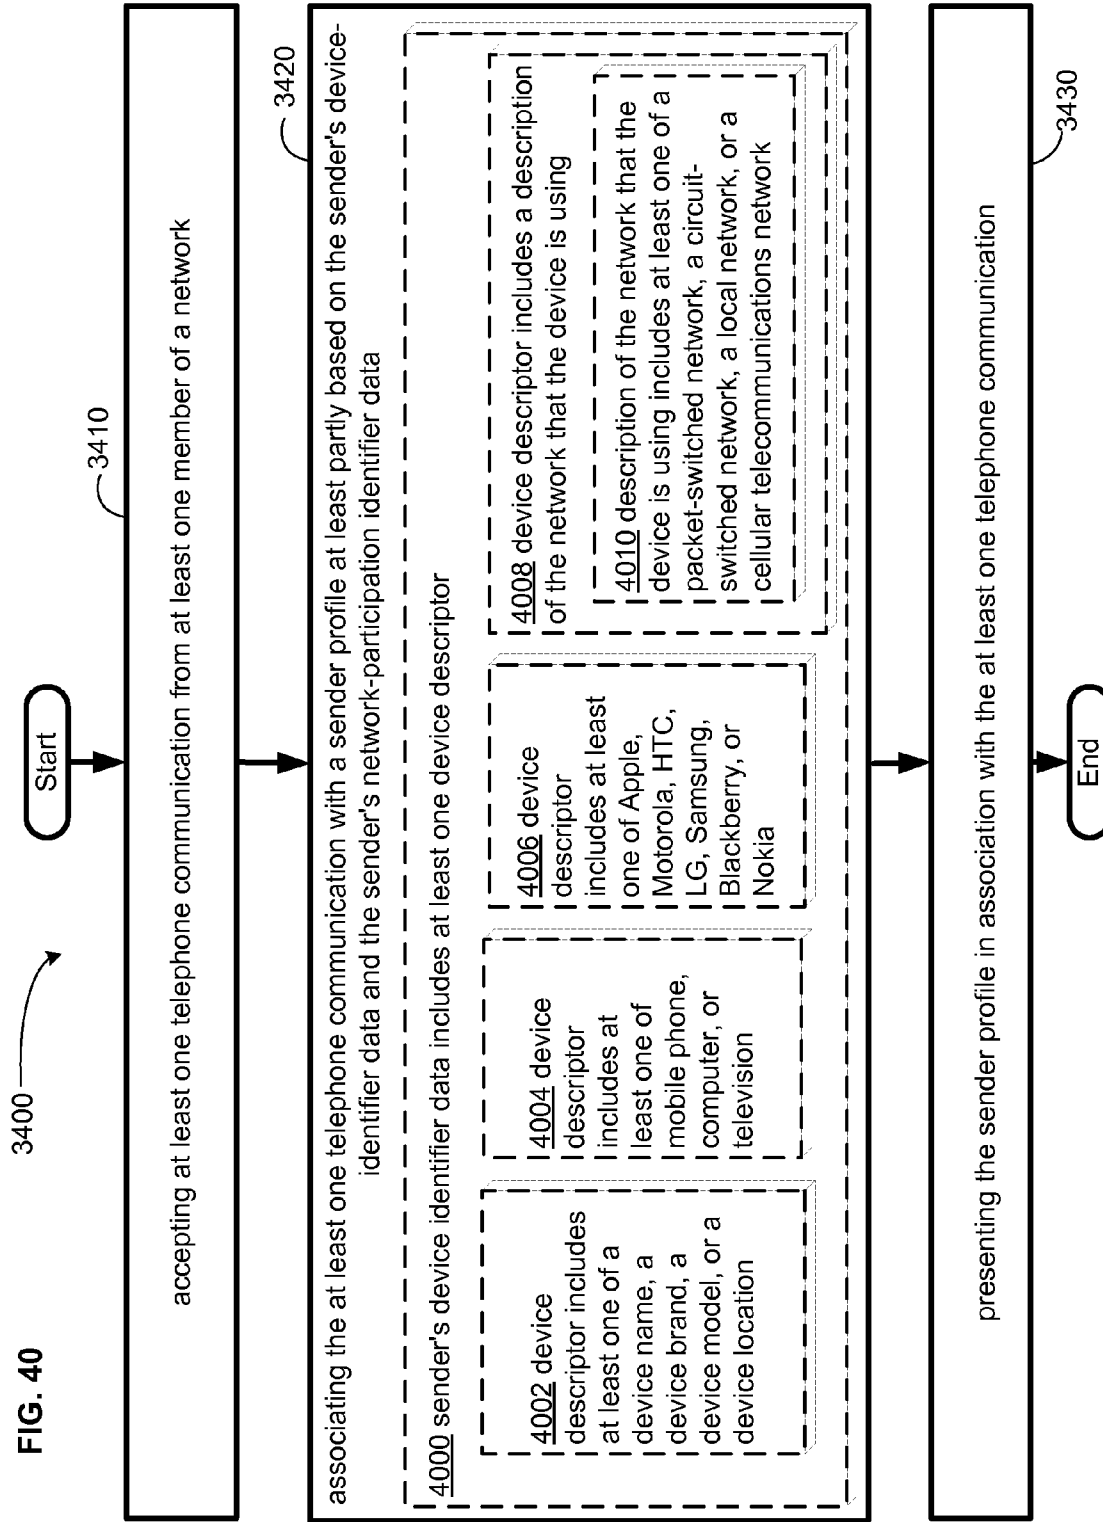 FIG. 40
3400
Start
3410
accepting at least one telephone communication from at least one member of a network
3420
associating the at least one telephone communication with a sender profile at least partly based on the sender's device-
identifier data and the sender's network-participation identifier data
4000 sender's device identifier data includes at least one device descriptor
4002 device
descriptor includes
at least one of a
device name, a
device brand, a
device model, or a
device location
4004 device
descriptor
includes at
least one of
mobile phone,
computer, or
television
4006 device
descriptor
includes at least
one of Apple,
Motorola, HTC,
LG, Samsung,
Blackberry, or
Nokia
4008 device descriptor includes a description
of the network that the device is using
4010 description of the network that the
device is using includes at least one of a
packet-switched network, a circuit-
switched network, a local network, or a
cellular telecommunications network
3430
presenting the sender profile in association with the at least one telephone communication
End